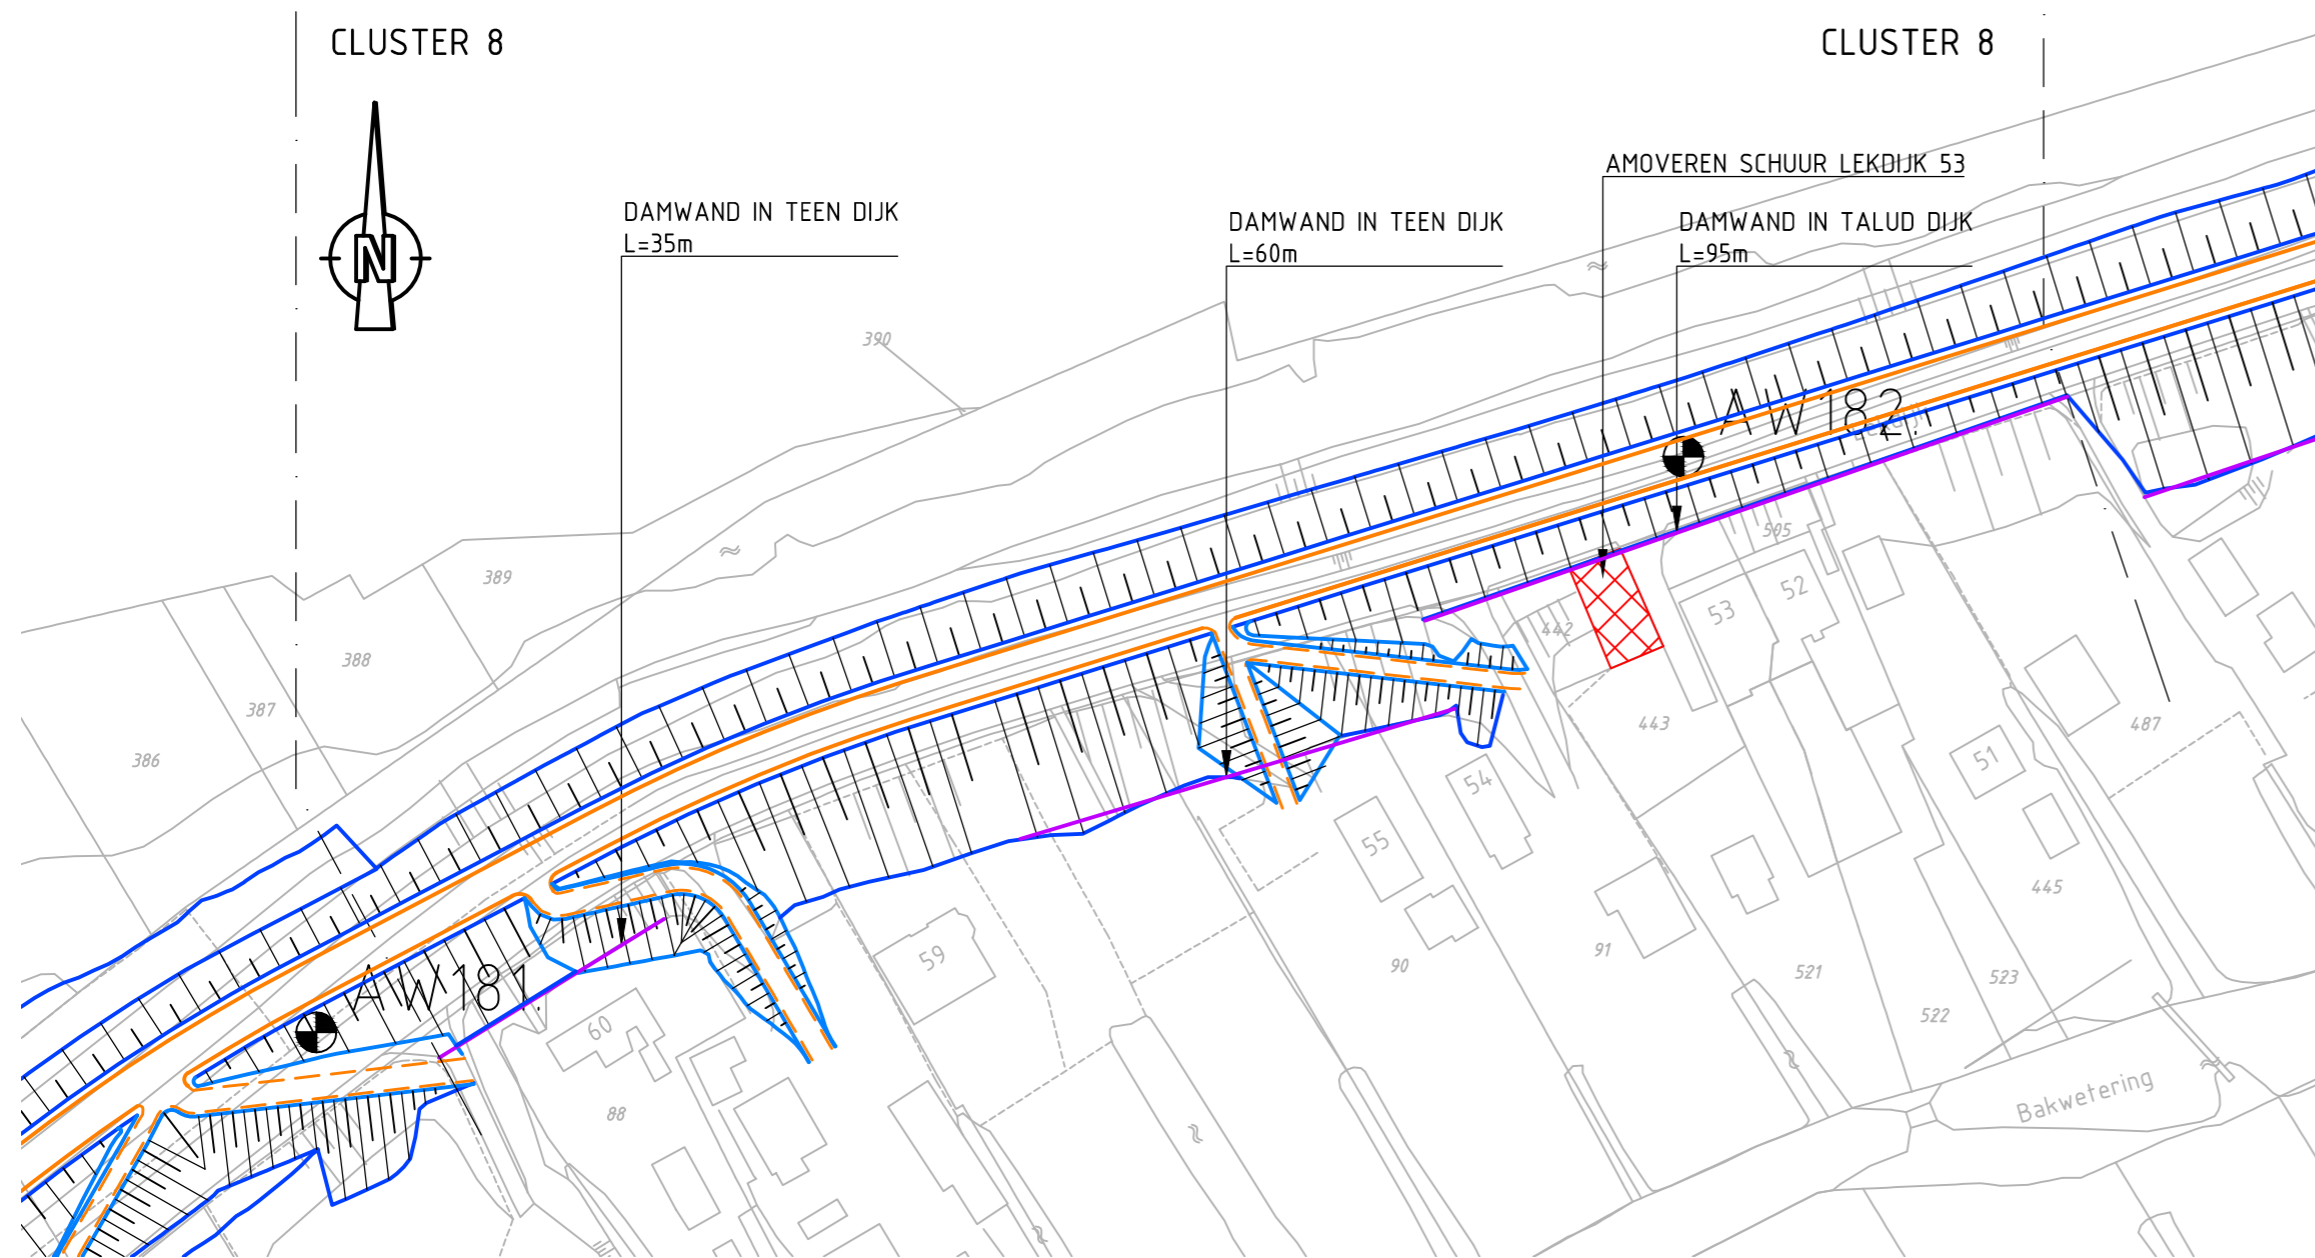 CLUSTER 8
CLUSTER 8
N
AMOVEREN SCHUUR LEKDIJK 53
DAMWAND IN TEEN DIJK
L=35m
DAMWAND IN TEEN DIJK
L=60m
DAMWAND IN TALUD DIJK
L=95m
390
389
388
387
386
AW182.
505
52
53
442
443
487
51
54
55
445
59
90
91
521
523
522
AW181.
60
88
Bakwetering